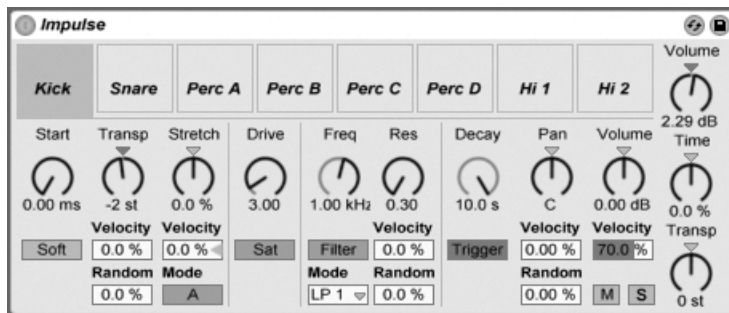 Impulse
Volume
Kick Snare Perc A Perc B Perc C Perc D Hi 1 Hi 2
2.29 dB
Start Transp Stretch Drive Freq Res Decay Pan Volume Time
0.00 ms -2 st 0.0 % 3.00 1.00 kHz 0.30 10.0 s C 0.00 dB 0.0 %
Velocity Velocity Velocity Velocity Velocity Transp
Soft 0.0 % 0.0 % Sat Filter 0.0 % Trigger 0.00 % 70.0 %
Random Mode Mode Random Random
0.0 % A LP 1 0.0 % 0.00 % M S 0 st